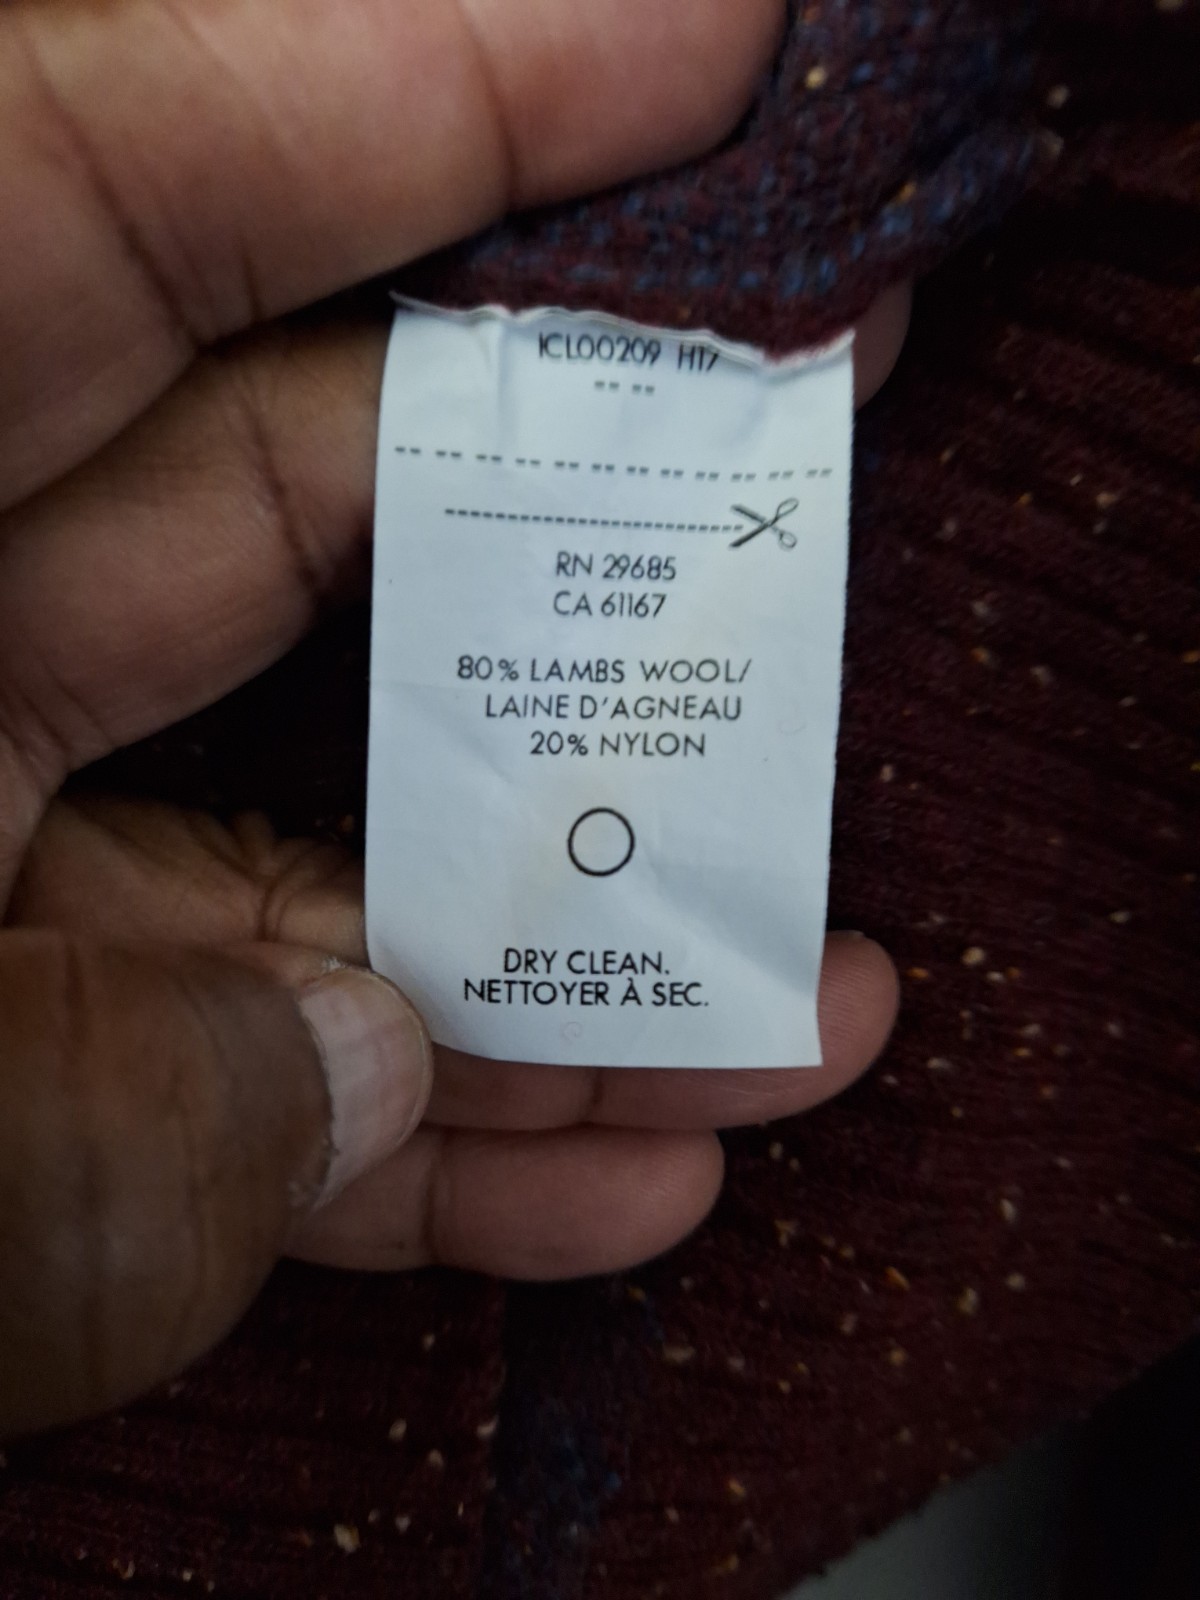 ICL00209 H17
RN 29685
CA 61167
80% LAMBS WOOL/
LAINE D'AGNEAU
20% NYLON
DRY CLEAN.
NETTOYER À SEC.